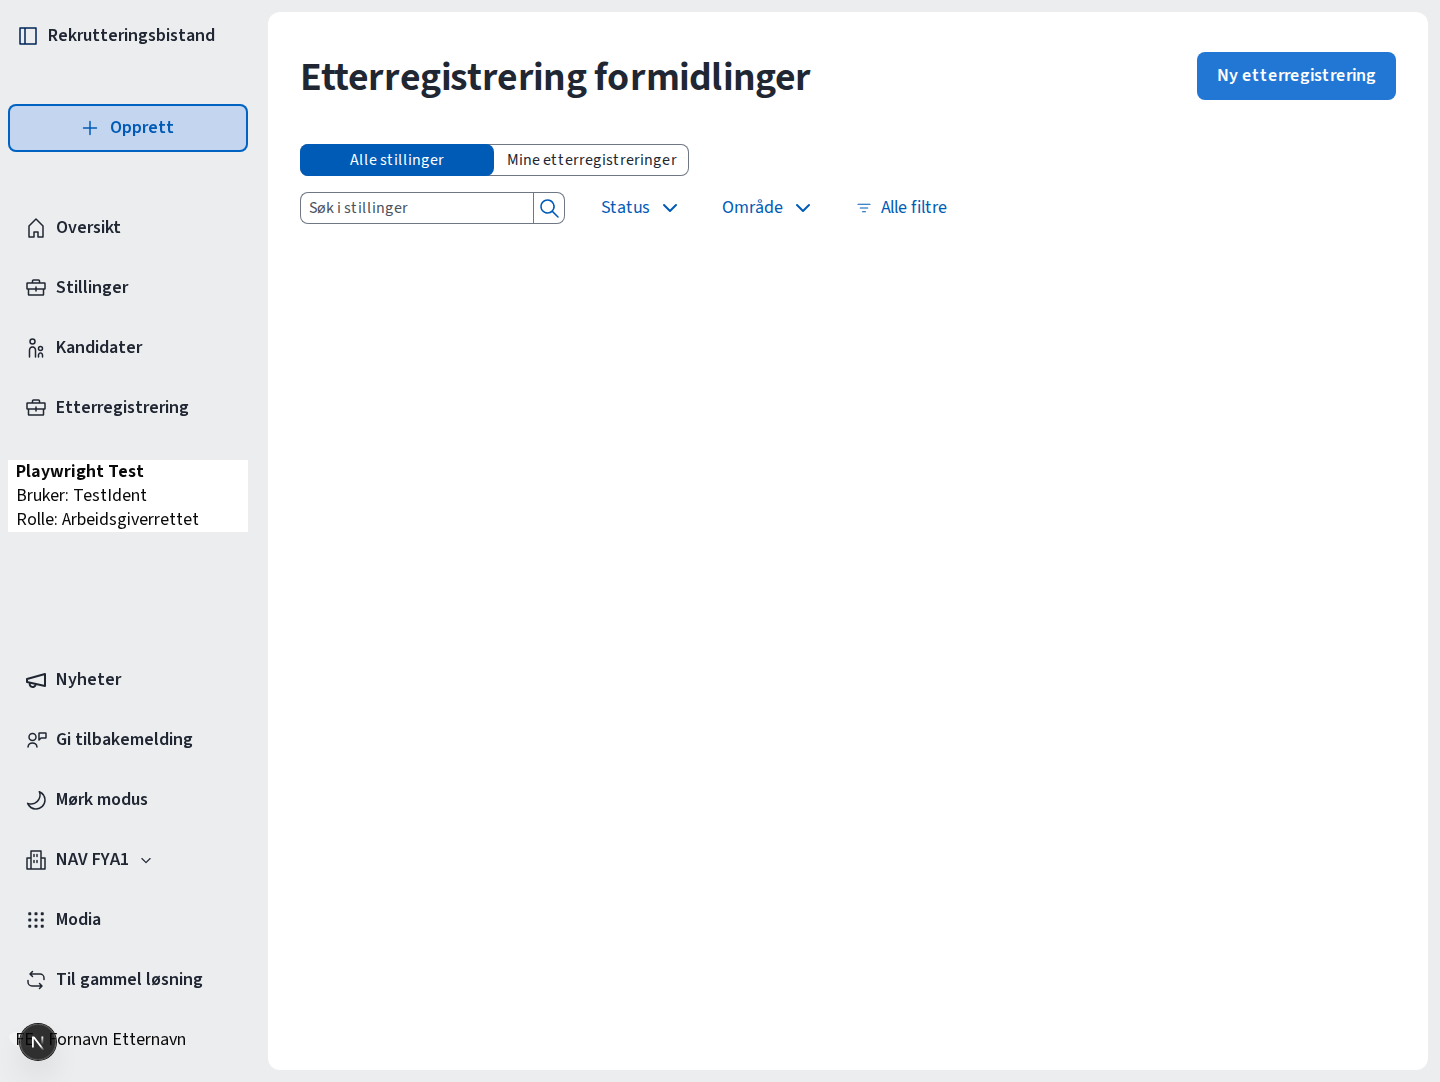 Rekrutteringsbistand
Opprett
Oversikt
Stillinger
Kandidater
Etterregistrering
Playwright Test
Bruker: TestIdent
Rolle: Arbeidsgiverrettet
Nyheter
Gi tilbakemelding
Mørk modus
NAV FYA1
Modia
Til gammel løsning
Fornavn Etternavn
Etterregistrering formidlinger
Ny etterregistrering
Alle stillinger
Mine etterregistreringer
Søk i stillinger
Status
Område
Alle filtre